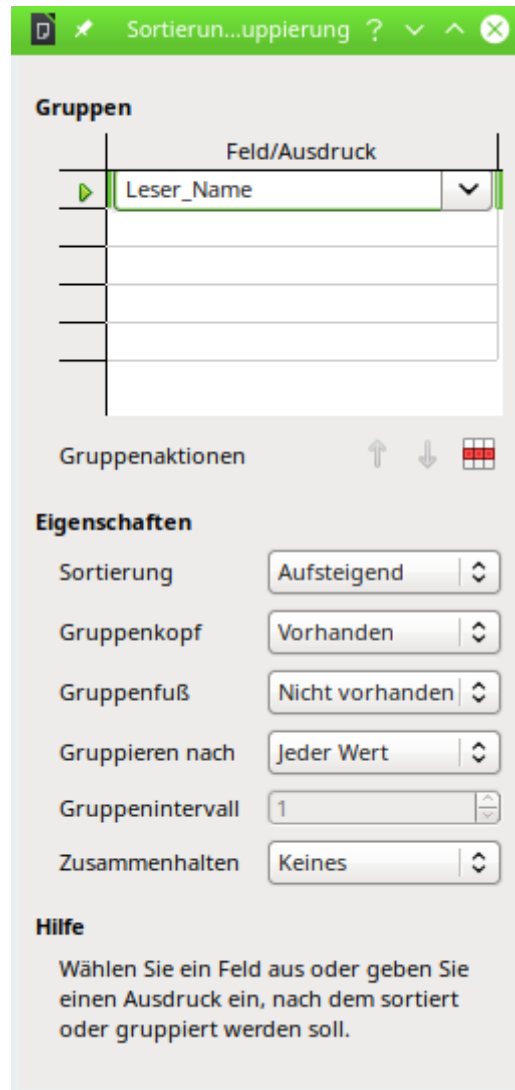 Sortierun...uppierung
Gruppen
Feld/Ausdruck
Leser_Name
Gruppenaktionen
Eigenschaften
Sortierung Aufsteigend
Gruppenkopf Vorhanden
Gruppenfuß Nicht vorhanden
Gruppieren nach Jeder Wert
Gruppenintervall 1
Zusammenhalten Keines
Hilfe
Wählen Sie ein Feld aus oder geben Sie
einen Ausdruck ein, nach dem sortiert
oder gruppiert werden soll.